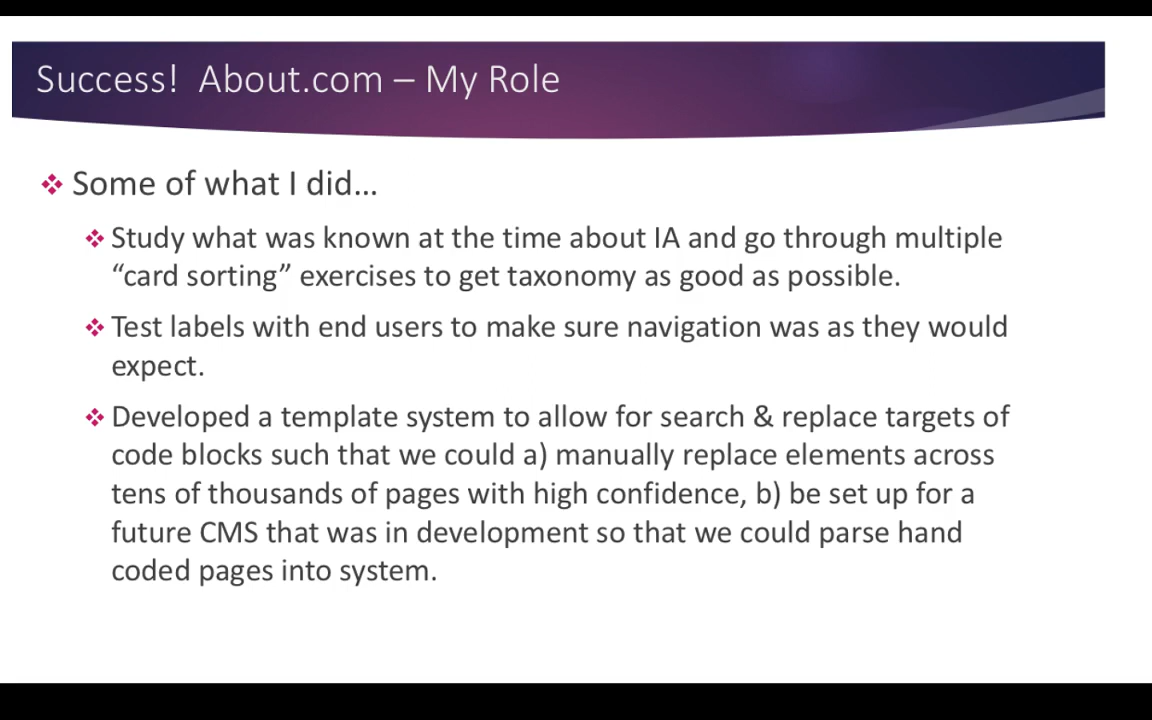 Success!  About.com – My Role
Some of what I did…
Study what was known at the time about IA and go through multiple
“card sorting” exercises to get taxonomy as good as possible.
Test labels with end users to make sure navigation was as they would
expect.
Developed a template system to allow for search & replace targets of
code blocks such that we could a) manually replace elements across
tens of thousands of pages with high confidence, b) be set up for a
future CMS that was in development so that we could parse hand
coded pages into system.